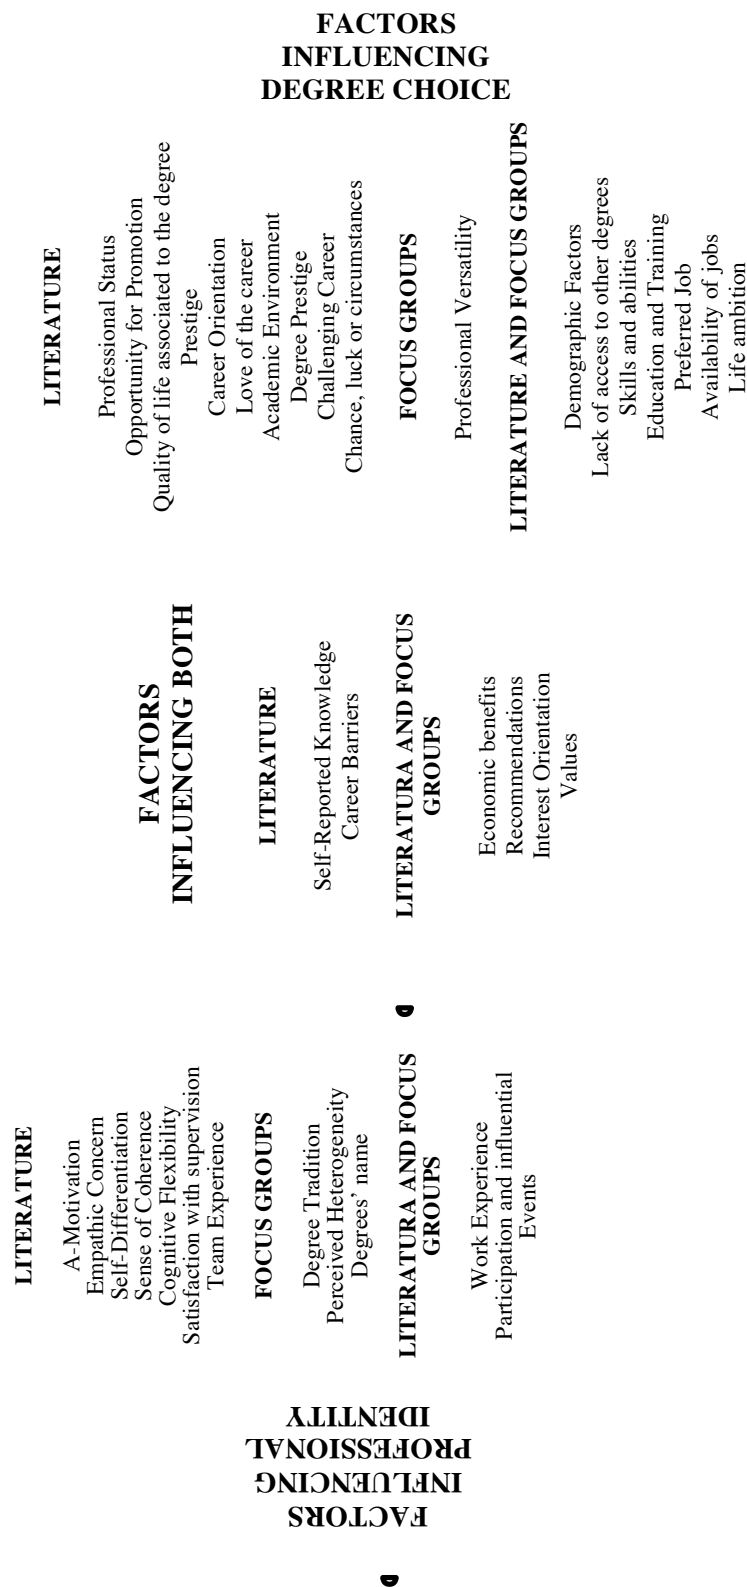 FACTORS
INFLUENCING
DEGREE CHOICE
LITERATURE
Professional Status
Opportunity for Promotion
Quality of life associated to the degree
Prestige
Career Orientation
Love of the career
Academic Environment
Degree Prestige
Challenging Career
Chance, luck or circumstances
FOCUS GROUPS
Professional Versatility
LITERATURE AND FOCUS GROUPS
Demographic Factors
Lack of access to other degrees
Skills and abilities
Education and Training
Preferred Job
Availability of jobs
Life ambition
FACTORS
INFLUENCING BOTH
LITERATURE
Self-Reported Knowledge
Career Barriers
LITERATURA AND FOCUS
GROUPS
Economic benefits
Recommendations
Interest Orientation
Values
LITERATURE
A-Motivation
Empathic Concern
Self-Differentiation
Sense of Coherence
Cognitive Flexibility
Satisfaction with supervision
Team Experience
FOCUS GROUPS
Degree Tradition
Perceived Heterogeneity
Degrees' name
LITERATURA AND FOCUS
GROUPS
Work Experience
Participation and influential
Events
FACTORS
INFLUENCING
PROFESSIONAL
IDENTITY